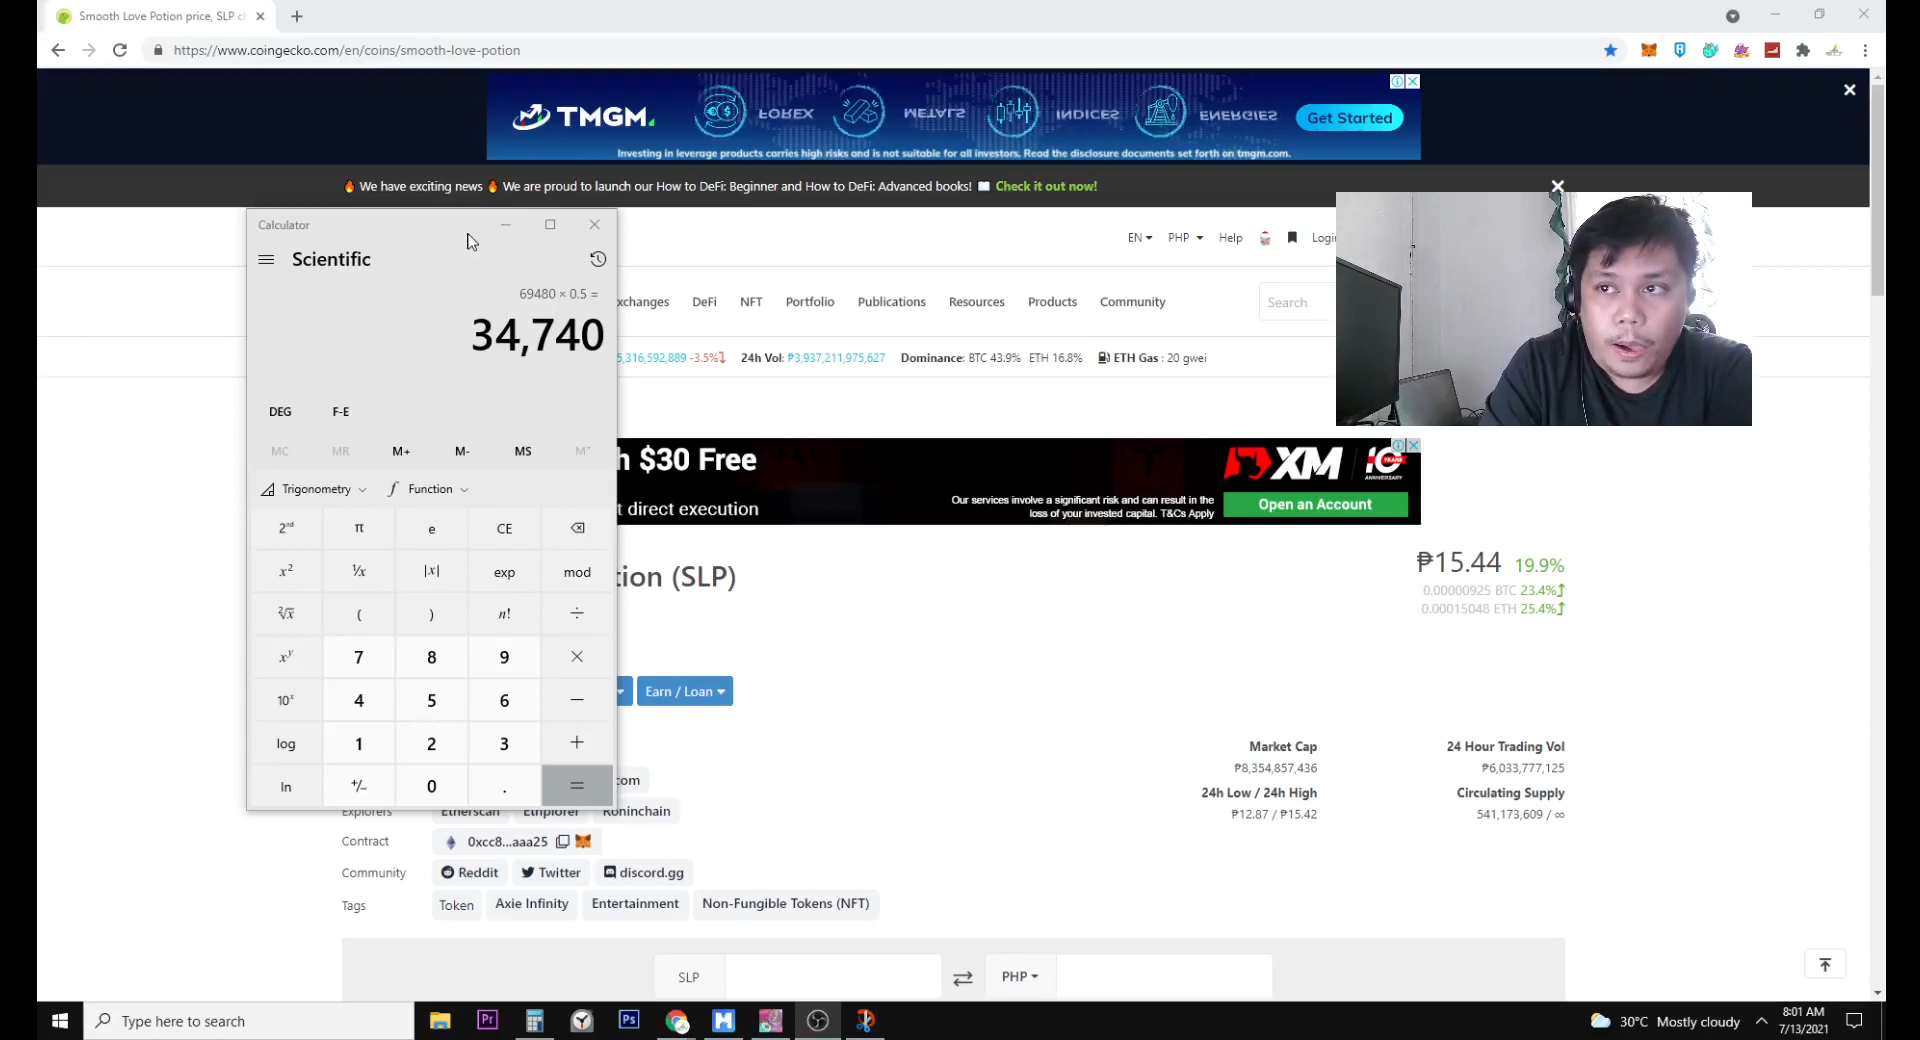 Smooth Love Potion price, SLP c
https://www.coingecko.com/en/coins/smooth-love-potion
TMGM.
FOREX
METALS
INDICES
ENERGIES
Get Started
Investing in leverage products carries high risks and is not suitable for all investors. Read the disclosure documents set forth on tmgm.com.
We have exciting news We are proud to launch our How to DeFi: Beginner and How to DeFi: Advanced books! Check it out now!
Calculator
Scientific
69480 × 0.5 =
34,740
DEG F-E
MC MR M+ M- MS M
Trigonometry Function
2nd π e CE
x² ¹/x |x| exp mod
²√x ( ) n! ÷
xʸ 7 8 9 ×
10ˣ 4 5 6 −
log 1 2 3 +
ln +/− 0 . =
EN PHP Help Logi
xchanges DeFi NFT Portfolio Publications Resources Products Community
Search
5,316,592,889 -3.5% 24h Vol: ₱3,937,211,975,627 Dominance: BTC 43.9% ETH 16.8% ETH Gas : 20 gwei
h $30 Free
t direct execution
XM
10 YEARS
ANNIVERSARY
Our services involve a significant risk and can result in the
loss of your invested capital. T&Cs Apply
Open an Account
tion (SLP)
₱15.44 19.9%
0.00000925 BTC 23.4%
0.00015048 ETH 25.4%
Earn / Loan
Market Cap
₱8,354,857,436
24 Hour Trading Vol
₱6,033,777,125
24h Low / 24h High
₱12.87 / ₱15.42
Circulating Supply
541,173,609 / ∞
com
Explorers Etherscan Ethplorer Roninchain
Contract 0xcc8...aaa25
Community Reddit Twitter discord.gg
Tags Token Axie Infinity Entertainment Non-Fungible Tokens (NFT)
SLP PHP
Type here to search
Pr
Ps
M
30°C Mostly cloudy
8:01 AM
7/13/2021